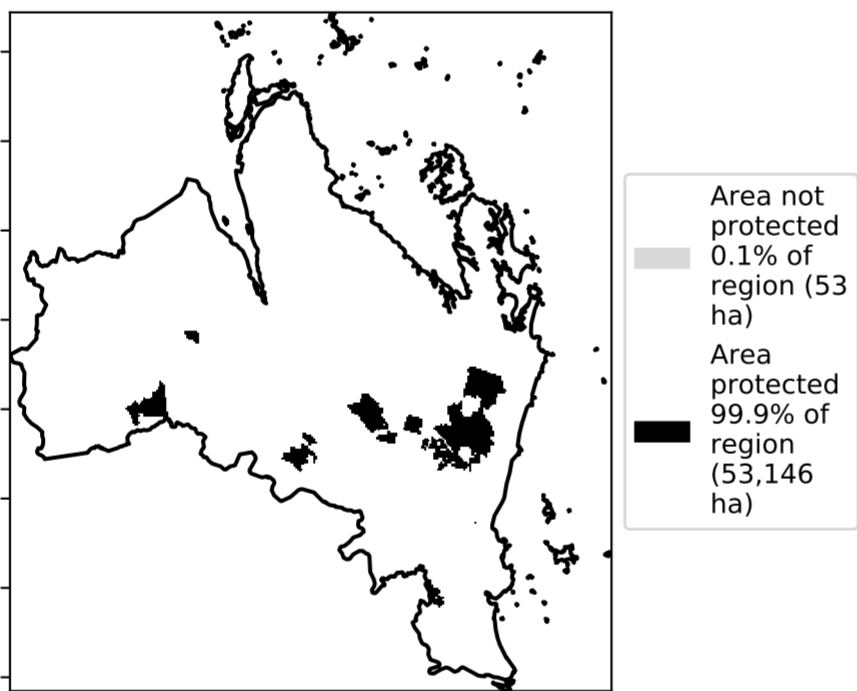 Area not
protected
0.1% of
region (53
ha)
Area
protected
99.9% of
region
(53,146
ha)